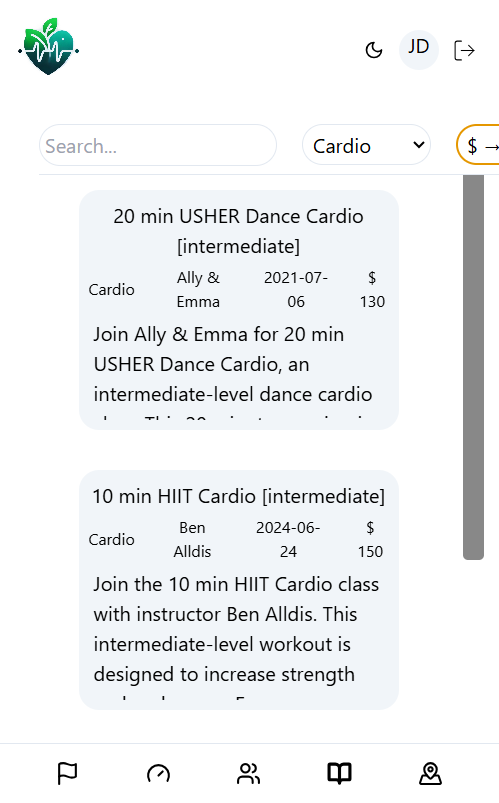 JD
Search...
Cardio
$ →
20 min USHER Dance Cardio
[intermediate]
Cardio
Ally &
Emma
2021-07-
06
$
130
Join Ally & Emma for 20 min
USHER Dance Cardio, an
intermediate-level dance cardio
10 min HIIT Cardio [intermediate]
Cardio
Ben
Alldis
2024-06-
24
$
150
Join the 10 min HIIT Cardio class
with instructor Ben Alldis. This
intermediate-level workout is
designed to increase strength